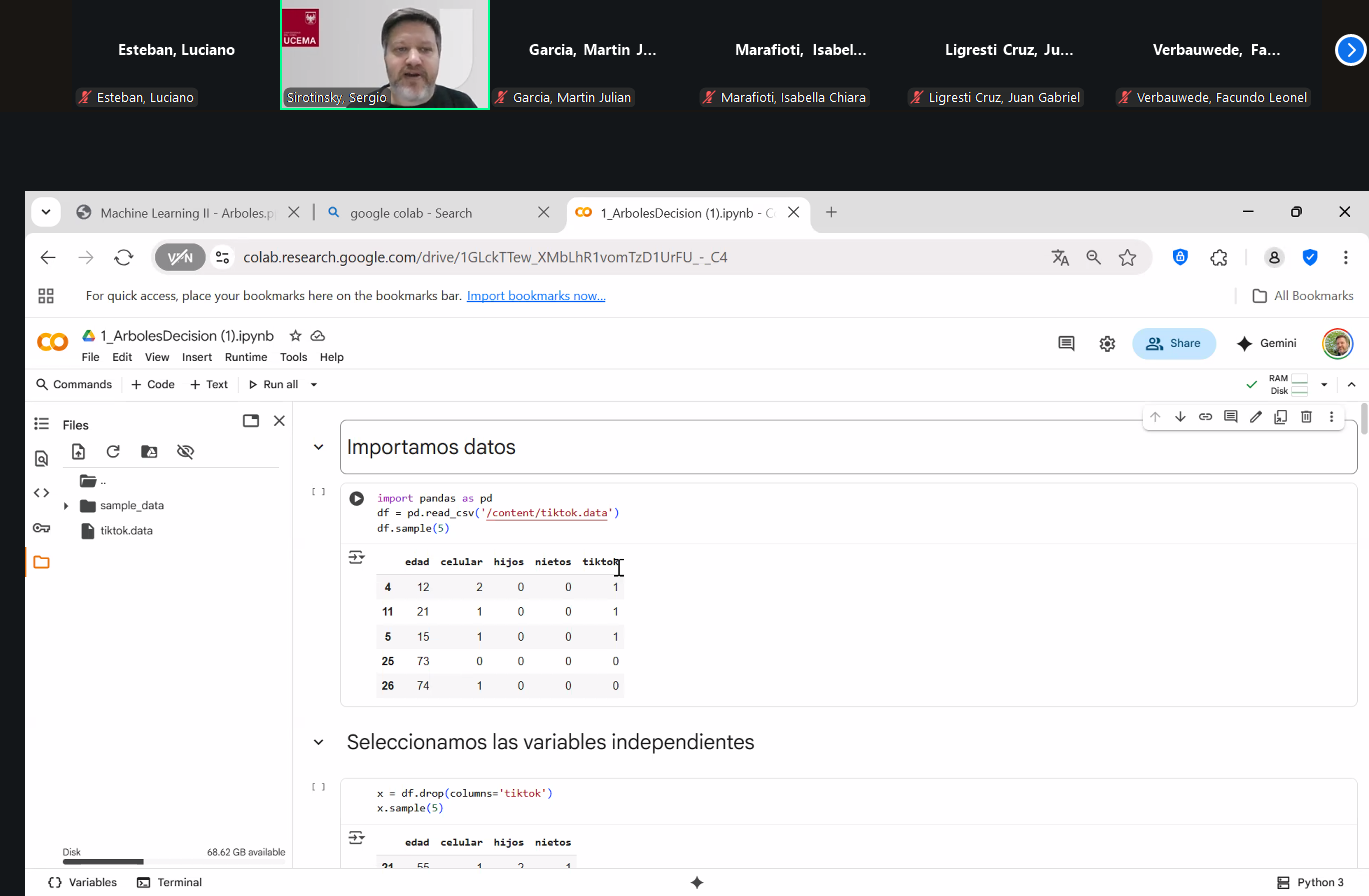 Esteban, Luciano
UCEMA
Garcia, Martin J...
Marafioti, Isabel...
Ligresti Cruz, Ju...
Verbauwede, Fa...
Esteban, Luciano
Sirotinsky, Sergio
Garcia, Martin Julian
Marafioti, Isabella Chiara
Ligresti Cruz, Juan Gabriel
Verbauwede, Facundo Leonel
Machine Learning II - Arboles.p
google colab - Search
1_ArbolesDecision (1).ipynb - C
VPN
colab.research.google.com/drive/1GLckTTew_XMbLhR1vomTzD1UrFU_-_C4
For quick access, place your bookmarks here on the bookmarks bar. Import bookmarks now...
All Bookmarks
1_ArbolesDecision (1).ipynb
File Edit View Insert Runtime Tools Help
Share
Gemini
Commands + Code + Text Run all
RAM
Disk
Files
..
sample_data
tiktok.data
Disk 68.62 GB available
Importamos datos
[ ]
import pandas as pd
df = pd.read_csv('/content/tiktok.data')
df.sample(5)
edad celular hijos nietos tiktok
4 12 2 0 0 1
11 21 1 0 0 1
5 15 1 0 0 1
25 73 0 0 0 0
26 74 1 0 0 0
Seleccionamos las variables independientes
[ ]
x = df.drop(columns='tiktok')
x.sample(5)
edad celular hijos nietos
Variables
Terminal
Python 3